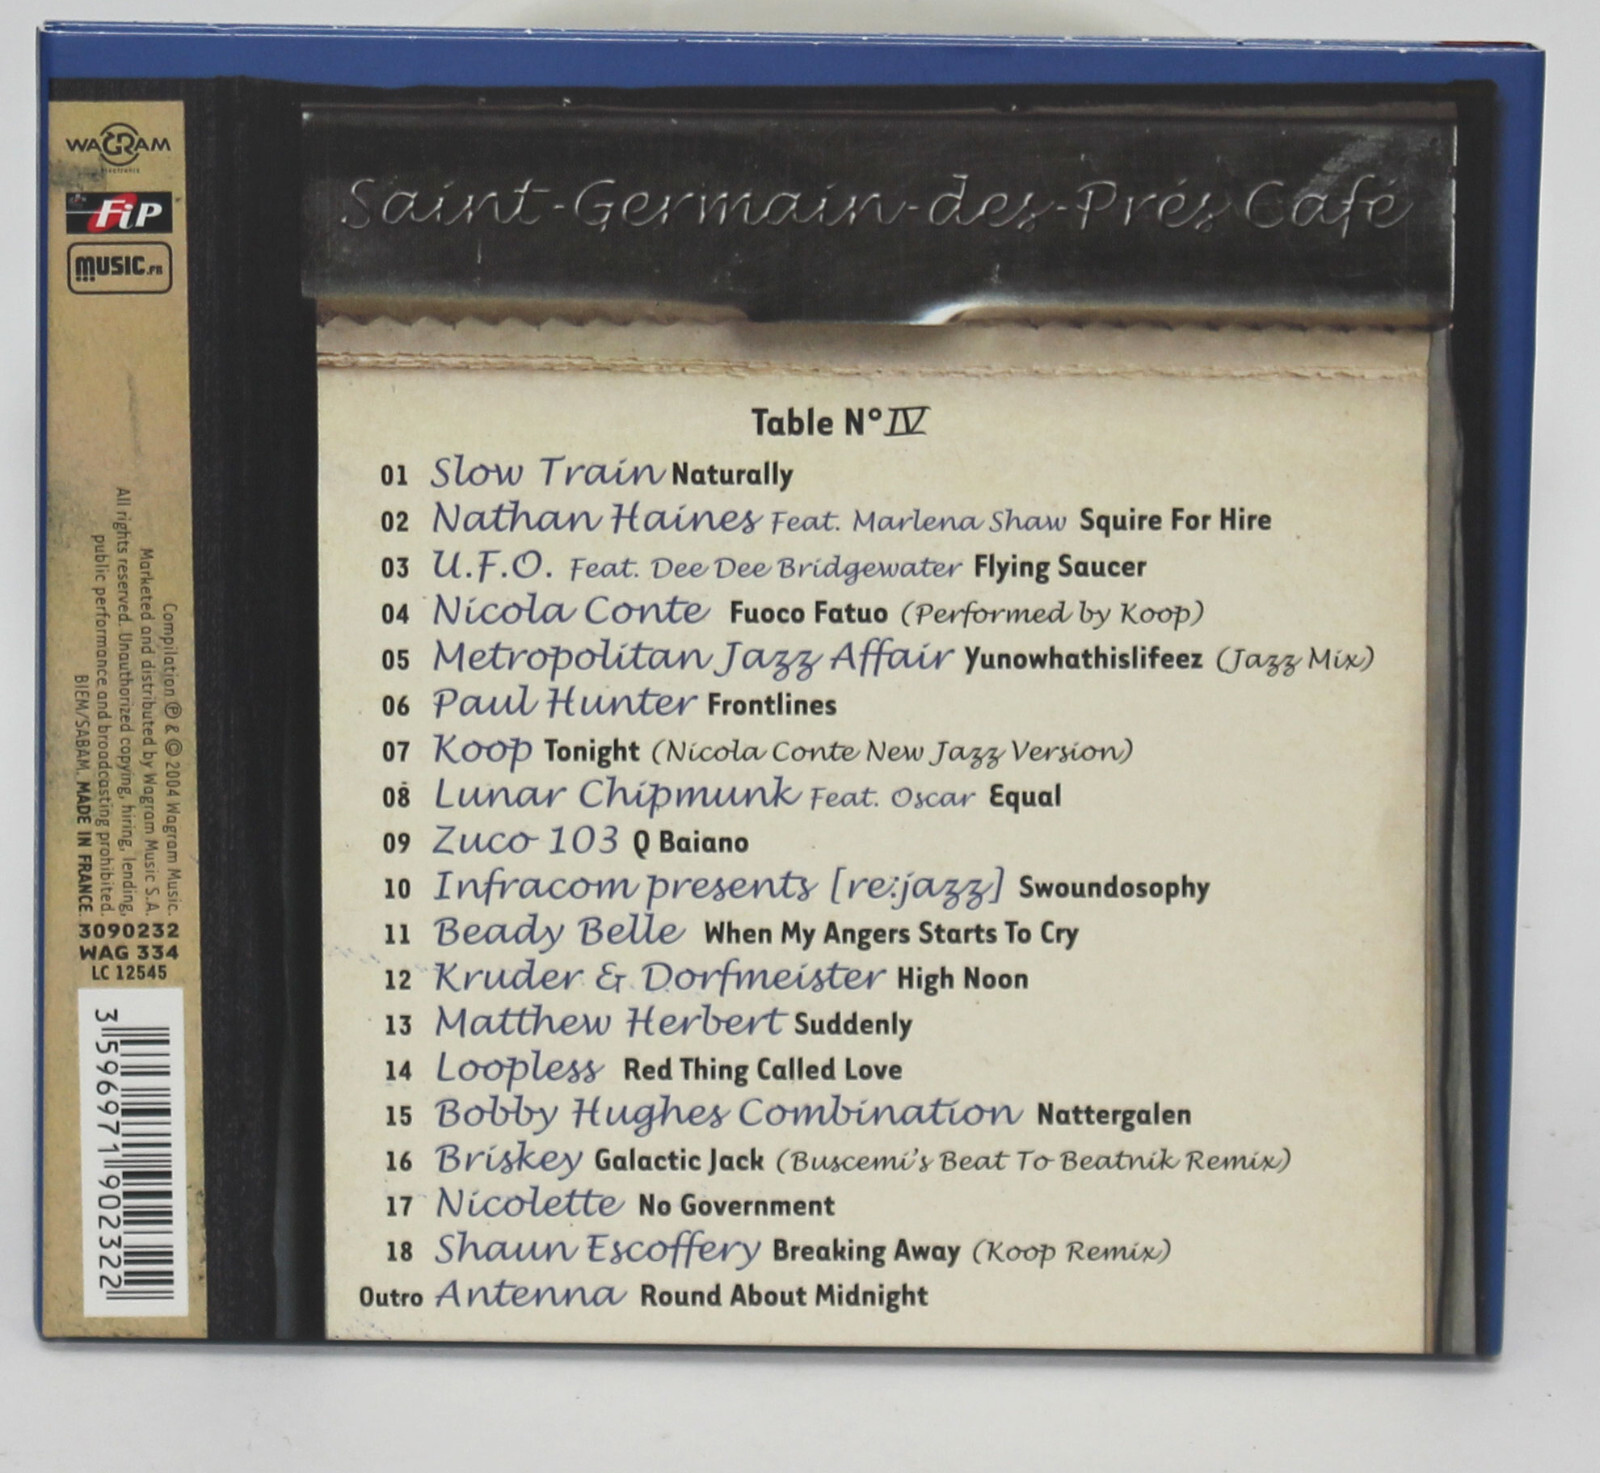 WAGRAM
FiP
MUSIC.FR
Compilation ℗ & © 2004 Wagram Music.
Marketed and distributed by Wagram Music S.A.
All rights reserved. Unauthorized copying, hiring, lending,
public performance and broadcasting prohibited.
BIEM/SABAM. MADE IN FRANCE.
3090232
WAG 334
LC 12545
3 596971 902322
Saint-Germain-des-Prés Café
Table N°IV
01 Slow Train Naturally
02 Nathan Haines Feat. Marlena Shaw Squire For Hire
03 U.F.O. Feat. Dee Dee Bridgewater Flying Saucer
04 Nicola Conte Fuoco Fatuo (Performed by Koop)
05 Metropolitan Jazz Affair Yunowhathislifeez (Jazz Mix)
06 Paul Hunter Frontlines
07 Koop Tonight (Nicola Conte New Jazz Version)
08 Lunar Chipmunk Feat. Oscar Equal
09 Zuco 103 Q Baiano
10 Infracom presents [re:jazz] Swoundosophy
11 Beady Belle When My Angers Starts To Cry
12 Kruder & Dorfmeister High Noon
13 Matthew Herbert Suddenly
14 Loopless Red Thing Called Love
15 Bobby Hughes Combination Nattergalen
16 Briskey Galactic Jack (Buscemi's Beat To Beatnik Remix)
17 Nicolette No Government
18 Shaun Escoffery Breaking Away (Koop Remix)
Outro Antenna Round About Midnight